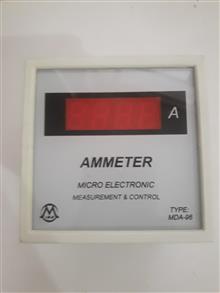 A
AMMETER
MICRO ELECTRONIC
MEASUREMENT & CONTROL
TYPE:
MDA-96